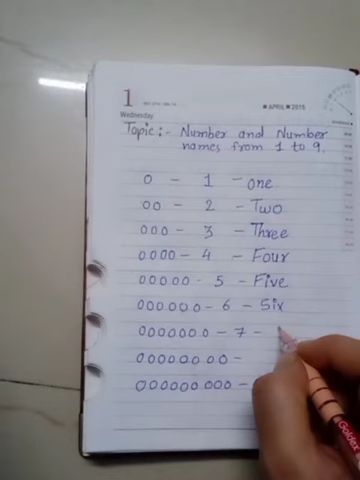 1
Wednesday
APRIL 2015
Topic:- Number and Number
names from 1 to 9.
0 - 1 - one
00 - 2 - Two
000 - 3 - Three
0000 - 4 - Four
00000 - 5 - Five
000000 - 6 - Six
0000000 - 7 -
00000000 -
000000000 -
Goldex